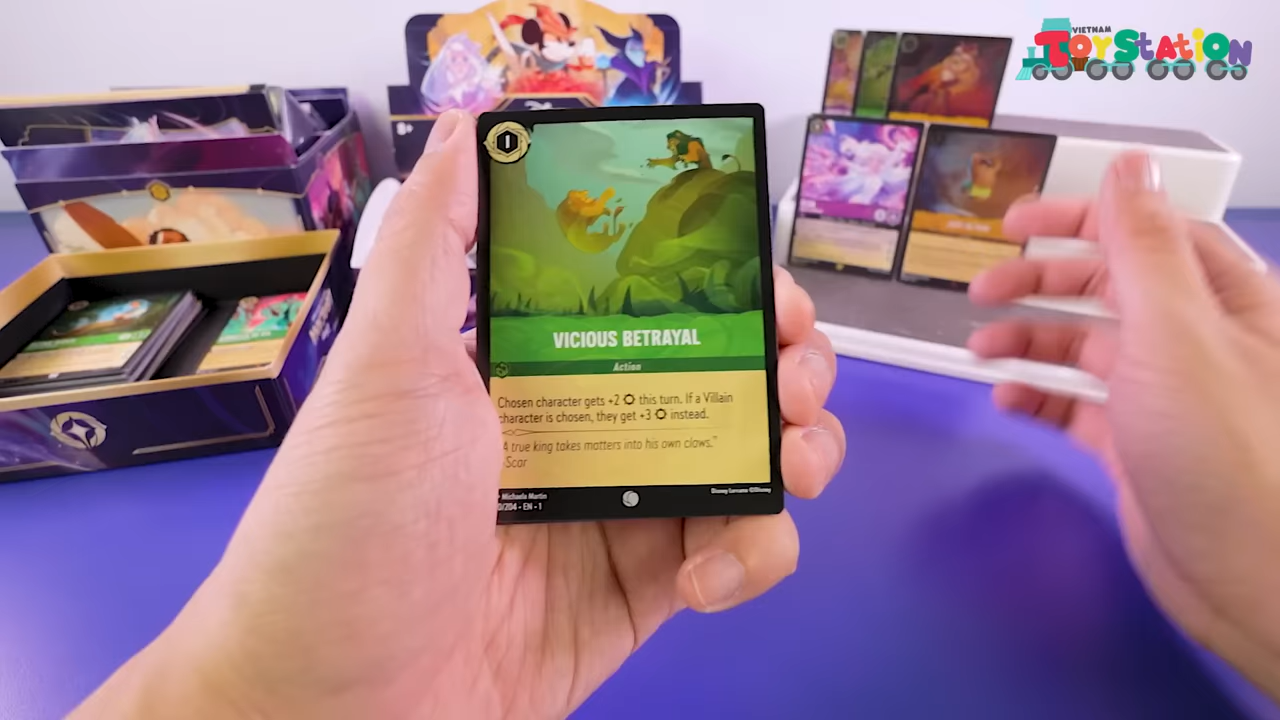 VIETNAM
TOYSTATION
8+
1
VICIOUS BETRAYAL
Action
Chosen character gets +2 this turn. If a Villain
character is chosen, they get +3 instead.
A true king takes matters into his own claws."
Scar
Michaela Martin
Disney Lorcana ©Disney
0/204 • EN • 1